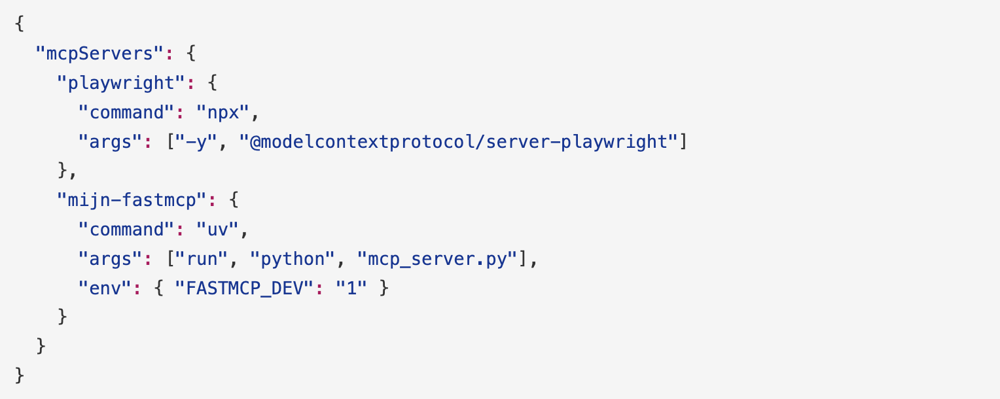 {
  "mcpServers": {
    "playwright": {
      "command": "npx",
      "args": ["-y", "@modelcontextprotocol/server-playwright"]
    },
    "mijn-fastmcp": {
      "command": "uv",
      "args": ["run", "python", "mcp_server.py"],
      "env": { "FASTMCP_DEV": "1" }
    }
  }
}